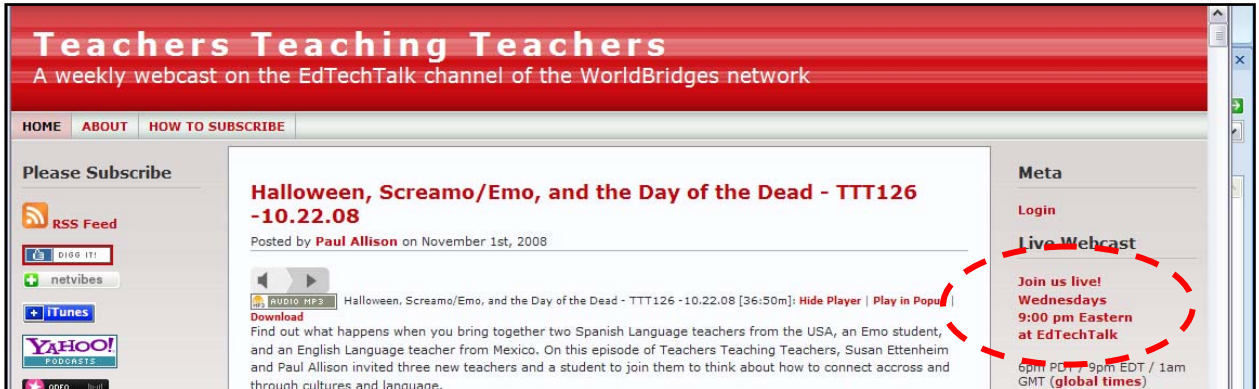 Teachers Teaching Teachers
A weekly webcast on the EdTechTalk channel of the WorldBridges network
HOME ABOUT HOW TO SUBSCRIBE
Please Subscribe
RSS Feed
DIGG IT!
netvibes
iTunes
YAHOO!
PODCASTS
ODEO
Halloween, Screamo/Emo, and the Day of the Dead - TTT126
-10.22.08
Posted by Paul Allison on November 1st, 2008
AUDIO MP3 Halloween, Screamo/Emo, and the Day of the Dead - TTT126 -10.22.08 [36:50m]: Hide Player | Play in Popup |
Download
Find out what happens when you bring together two Spanish Language teachers from the USA, an Emo student,
and an English Language teacher from Mexico. On this episode of Teachers Teaching Teachers, Susan Ettenheim
and Paul Allison invited three new teachers and a student to join them to think about how to connect accross and
through cultures and language.
Meta
Login
Live Webcast
Join us live!
Wednesdays
9:00 pm Eastern
at EdTechTalk
6pm PDT / 9pm EDT / 1am
GMT (global times)